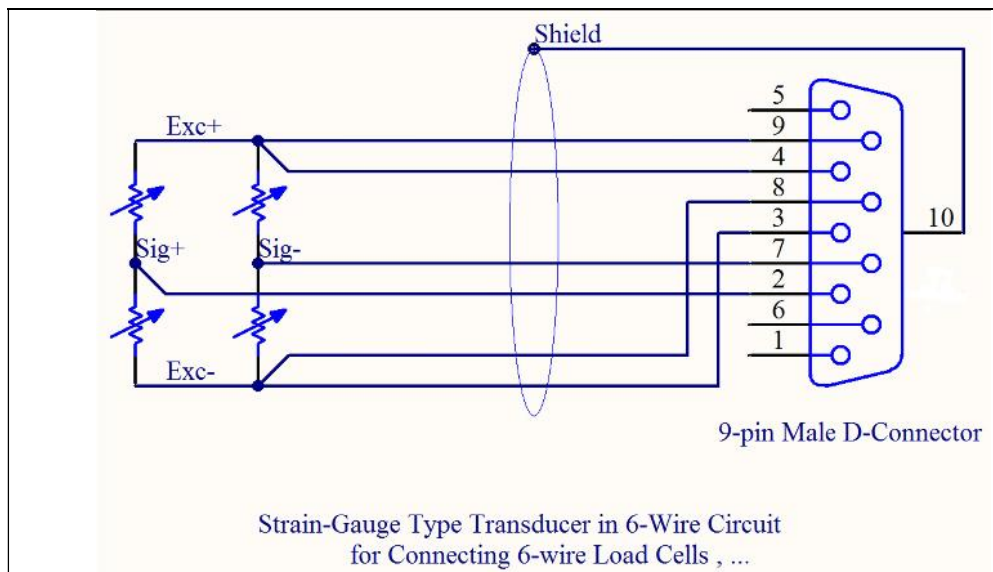 Shield
5
Exc+
9
4
8
3
10
Sig+
Sig-
7
2
6
1
Exc-
9-pin Male D-Connector
Strain-Gauge Type Transducer in 6-Wire Circuit
for Connecting 6-wire Load Cells , ...